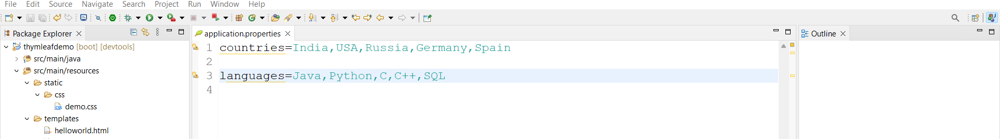 File Edit Source Navigate Search Project Run Window Help
Package Explorer
thymleafdemo [boot] [devtools]
src/main/java
src/main/resources
static
css
demo.css
templates
helloworld.html
application.properties
1 countries=India,USA,Russia,Germany,Spain
2
3 languages=Java,Python,C,C++,SQL
4
Outline